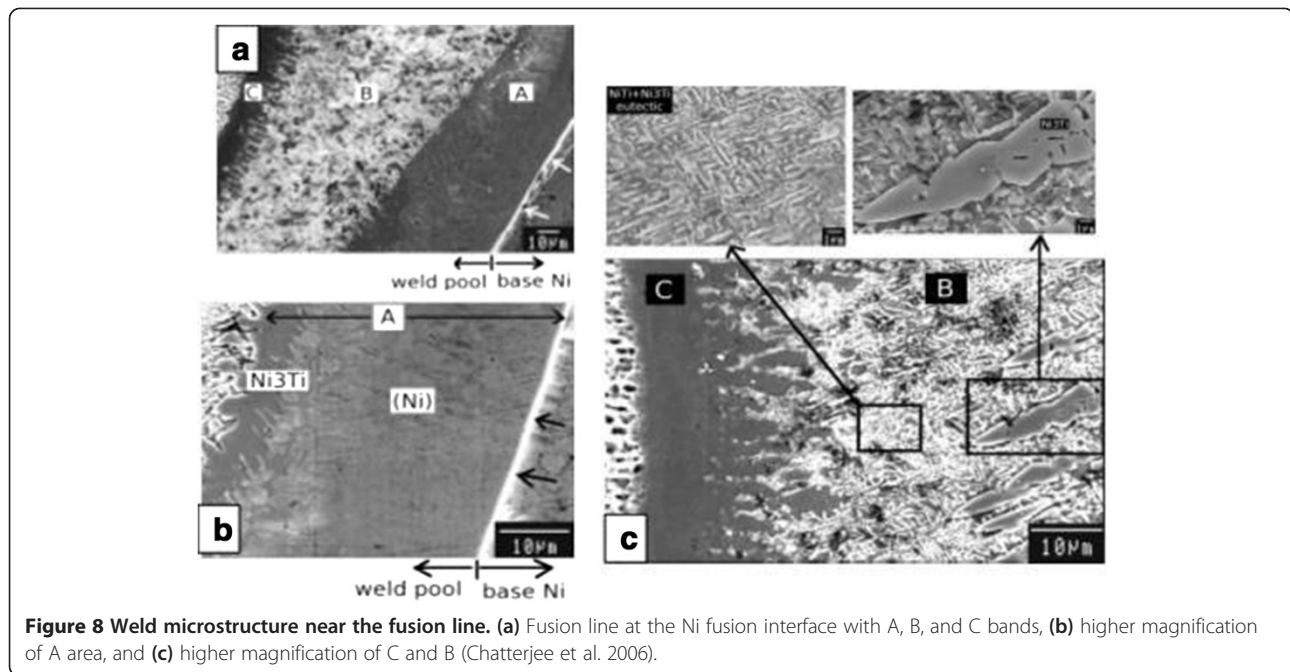 a
C
B
A
10μm
weld pool base Ni
A
Ni3Ti
(Ni)
b
10μm
weld pool base Ni
NiTi+Ni3Ti
eutectic
Ni3Ti
C
B
c
10μm
Figure 8 Weld microstructure near the fusion line. (a) Fusion line at the Ni fusion interface with A, B, and C bands, (b) higher magnification
of A area, and (c) higher magnification of C and B (Chatterjee et al. 2006).